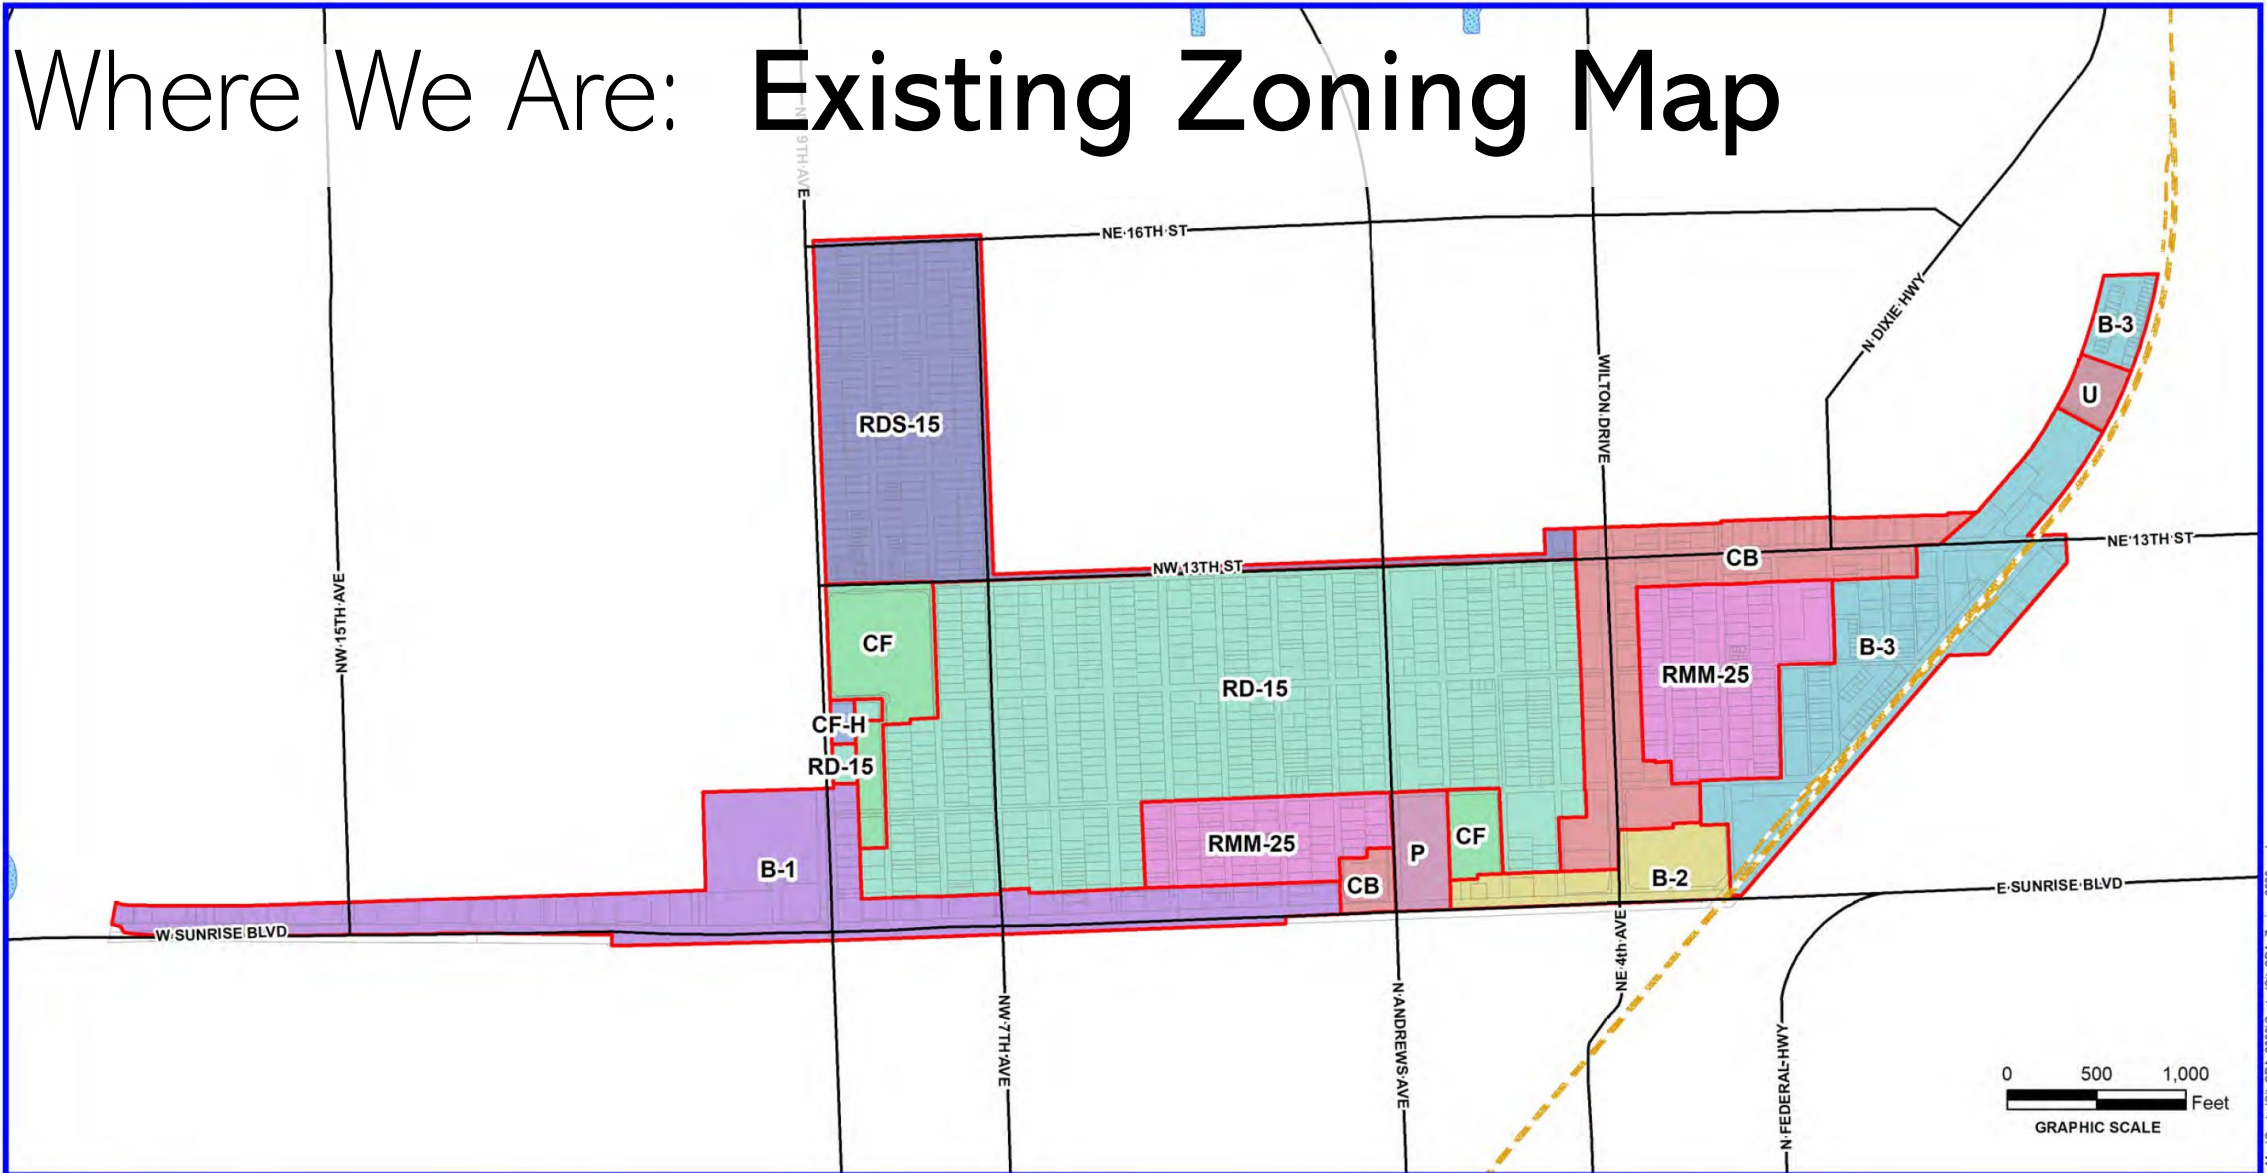 Where We Are: Existing Zoning Map
9TH AVE
NE 16TH ST
N DIXIE HWY
B-3
U
WILTON DRIVE
RDS-15
NE 13TH ST
CB
NW 13TH ST
NW 15TH AVE
CF
B-3
RMM-25
RD-15
CF-H
RD-15
RMM-25
CF
P
B-1
CB
B-2
E SUNRISE BLVD
W SUNRISE BLVD
NE 4th AVE
NW 7TH AVE
N ANDREWS AVE
N FEDERAL HWY
0 500 1,000
Feet
GRAPHIC SCALE